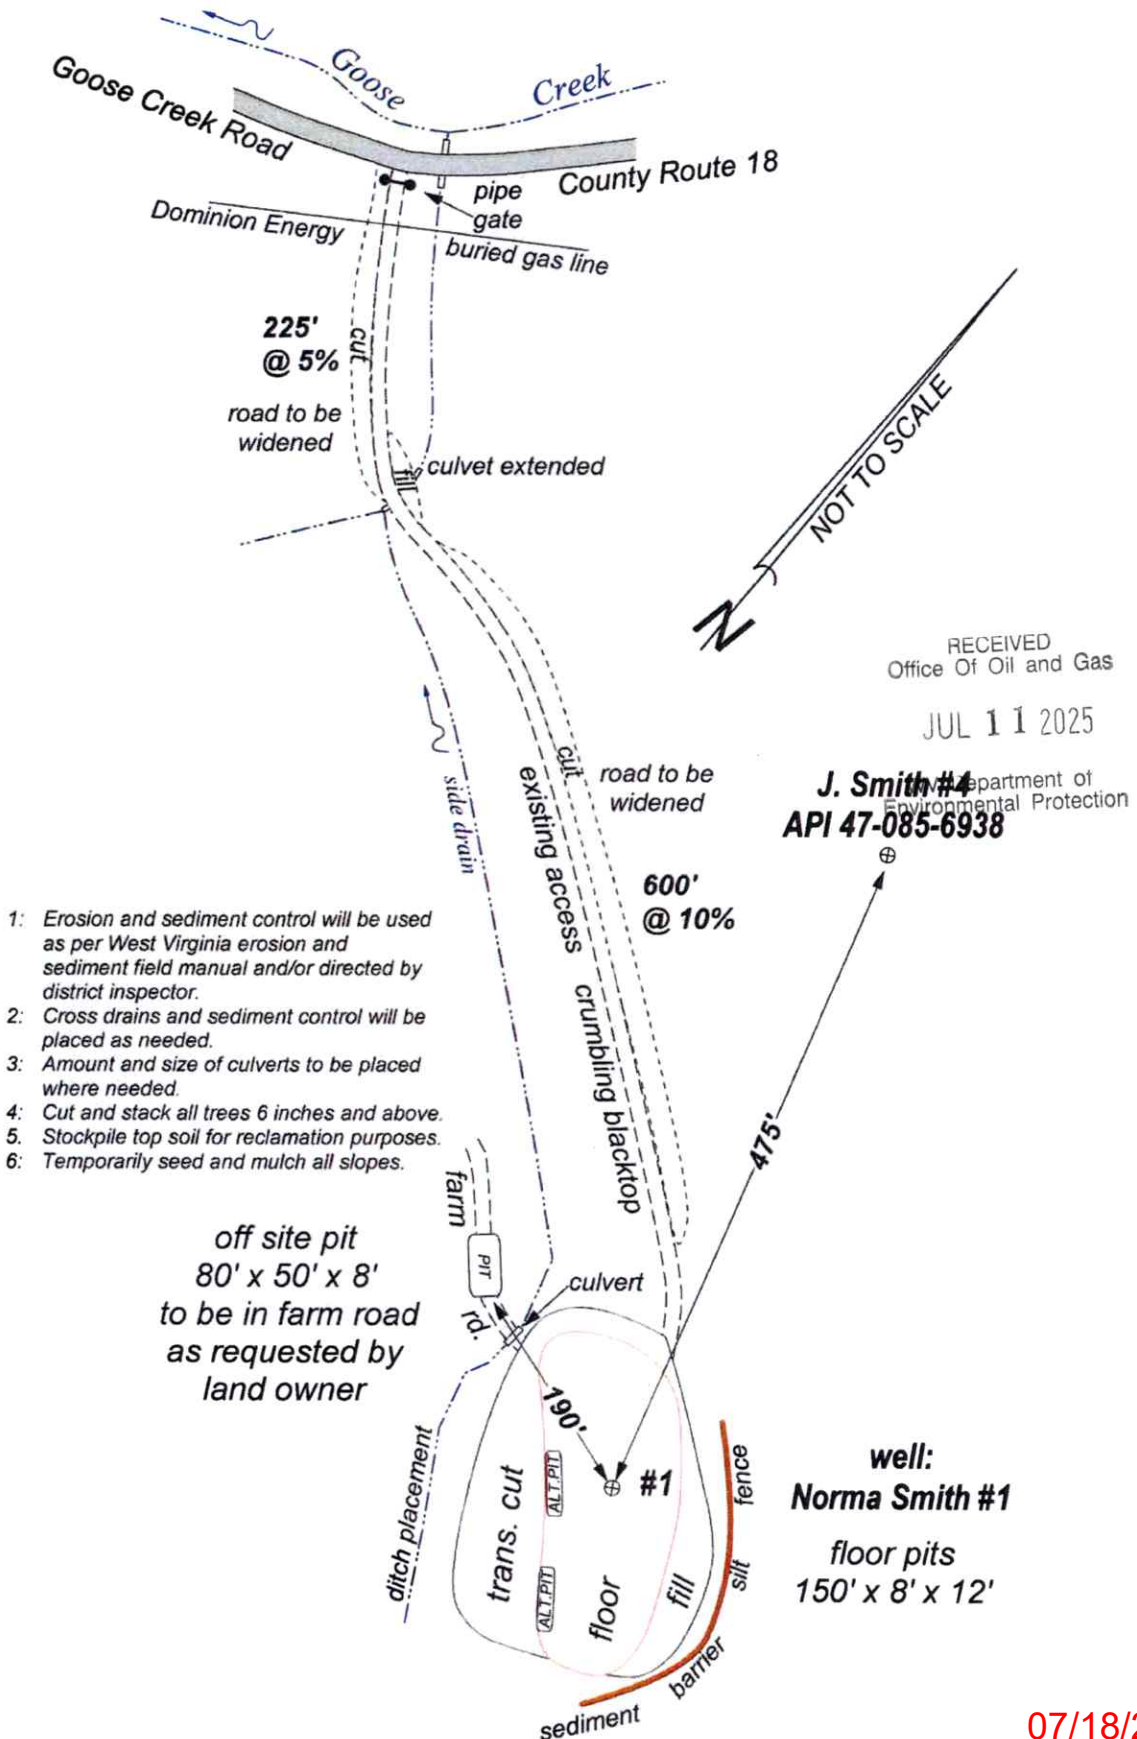 Goose Creek
Goose Creek Road
County Route 18
pipe
gate
Dominion Energy
buried gas line
225'
@ 5%
cut
road to be
widened
fill
culvet extended
NOT TO SCALE
N
RECEIVED
Office Of Oil and Gas
JUL 11 2025
WV Department of
Environmental Protection
J. Smith #4
API 47-085-6938
side drain
existing access crumbling blacktop
cut
road to be
widened
600'
@ 10%
475'
1: Erosion and sediment control will be used
as per West Virginia erosion and
sediment field manual and/or directed by
district inspector.
2: Cross drains and sediment control will be
placed as needed.
3: Amount and size of culverts to be placed
where needed.
4: Cut and stack all trees 6 inches and above.
5. Stockpile top soil for reclamation purposes.
6: Temporarily seed and mulch all slopes.
farm
PIT
rd.
off site pit
80' x 50' x 8'
to be in farm road
as requested by
land owner
culvert
190'
ditch placement
trans. cut
ALT.PIT
ALT.PIT
#1
floor
fill
silt fence
sediment barrier
well:
Norma Smith #1
floor pits
150' x 8' x 12'
07/18/2